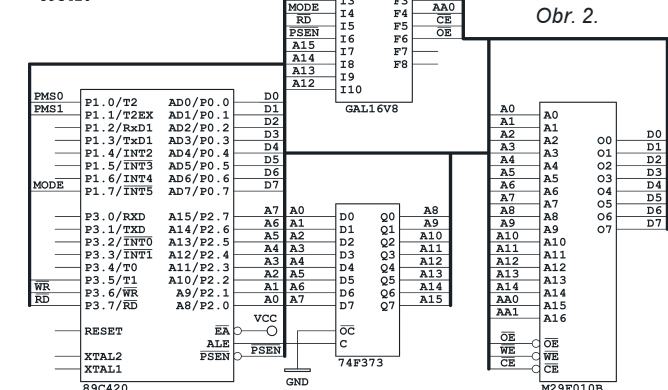 I3 F3
MODE I4 F4 AA0
RD I5 F5 CE
PSEN I6 F6 OE
A15 I7 F7
A14 I8 F8
A13 I9
A12 I10
GAL16V8
Obr. 2.
PMS0 P1.0/T2 AD0/P0.0 D0
PMS1 P1.1/T2EX AD1/P0.1 D1
P1.2/RxD1 AD2/P0.2 D2
P1.3/TxD1 AD3/P0.3 D3
P1.4/INT2 AD4/P0.4 D4
P1.5/INT3 AD5/P0.5 D5
P1.6/INT4 AD6/P0.6 D6
MODE P1.7/INT5 AD7/P0.7 D7
P3.0/RXD A15/P2.7 A7
P3.1/TXD A14/P2.6 A6
P3.2/INT0 A13/P2.5 A5
P3.3/INT1 A12/P2.4 A4
P3.4/T0 A11/P2.3 A3
P3.5/T1 A10/P2.2 A2
WR P3.6/WR A9/P2.1 A1
RD P3.7/RD A8/P2.0 A0
RESET EA VCC
ALE
XTAL2 PSEN PSEN
XTAL1
89C420
A0 D0 Q0 A8
A1 D1 Q1 A9
A2 D2 Q2 A10
A3 D3 Q3 A11
A4 D4 Q4 A12
A5 D5 Q5 A13
A6 D6 Q6 A14
A7 D7 Q7 A15
OC
C
74F373
GND
A0 A0
A1 A1
A2 A2 O0 D0
A3 A3 O1 D1
A4 A4 O2 D2
A5 A5 O3 D3
A6 A6 O4 D4
A7 A7 O5 D5
A8 A8 O6 D6
A9 A9 O7 D7
A10 A10
A11 A11
A12 A12
A13 A13
A14 A14
AA0 A15
AA1 A16
OE OE
WE WE
CE CE
M29F010B